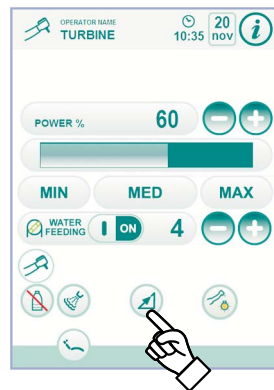 OPERATOR NAME
TURBINE
10:35
20
nov
i
POWER %
60
MIN MED MAX
WATER
FEEDING
I ON
4